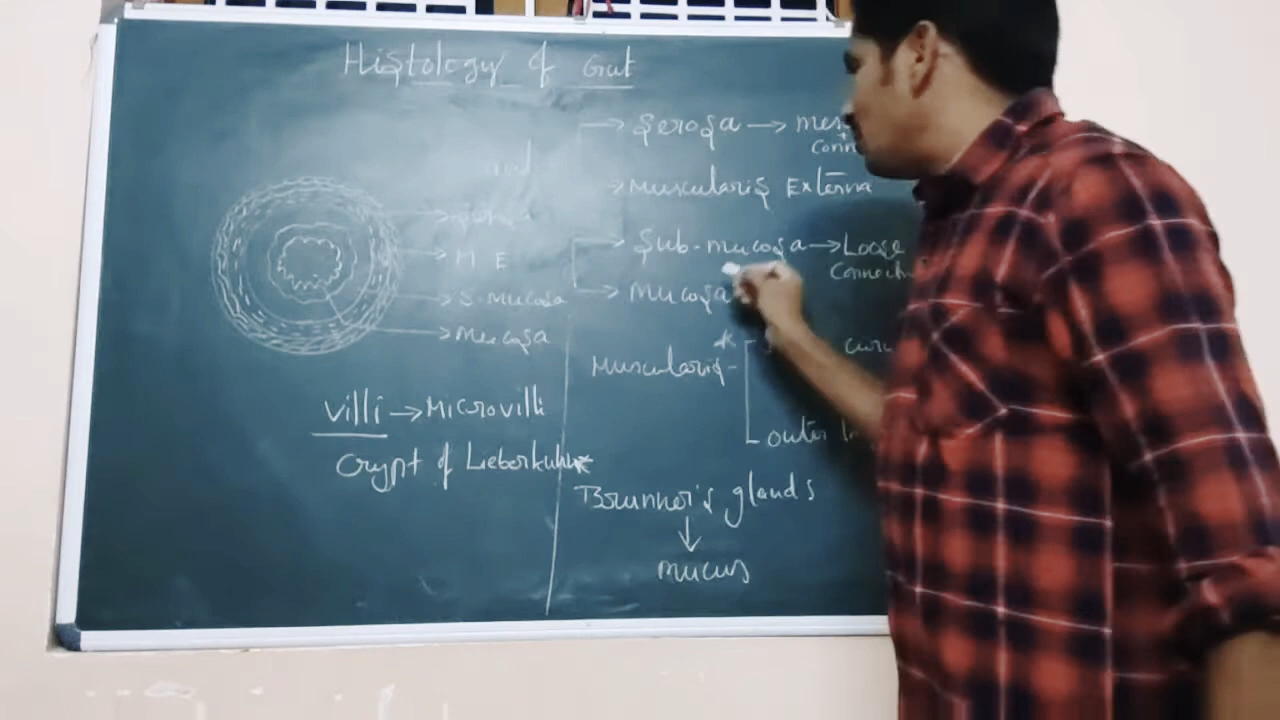 Histology of Gut
Serosa → mes
+
Conn
Muscularis Externa
Sub-mucosa → Loose
Connecti
Mucosa
M E
S. Mucosa
Mucosa
Villi → Microvilli
Crypt of Lieberkuhn
Muscularis -
Outer
Brunner's glands
↓
mucus